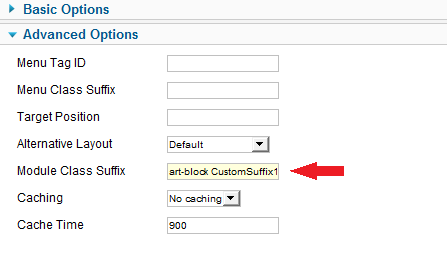 Basic Options
Advanced Options
Menu Tag ID
Menu Class Suffix
Target Position
Alternative Layout Default
Module Class Suffix art-block CustomSuffix1
Caching No caching
Cache Time 900